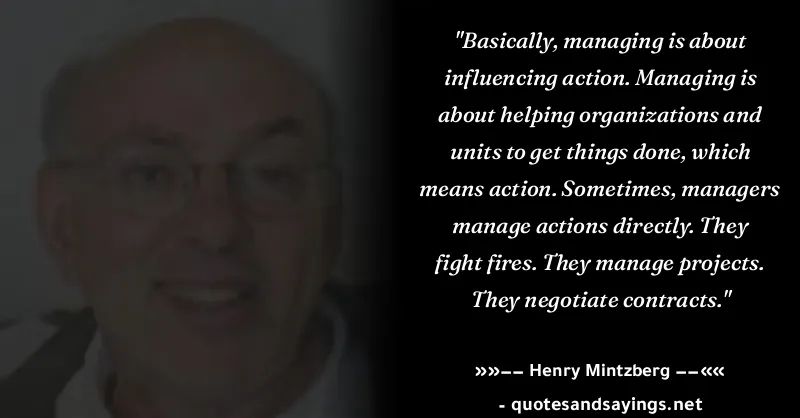 "Basically, managing is about
influencing action. Managing is
about helping organizations and
units to get things done, which
means action. Sometimes, managers
manage actions directly. They
fight fires. They manage projects.
They negotiate contracts."
»»−− Henry Mintzberg −−««
- quotesandsayings.net